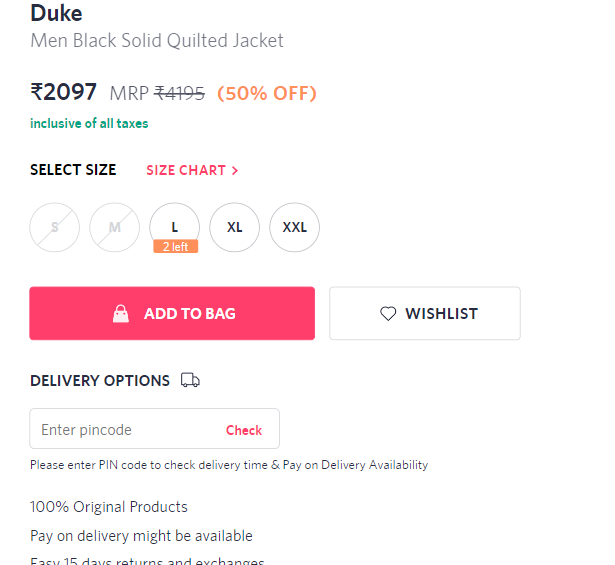 Duke
Men Black Solid Quilted Jacket
₹2097 MRP ₹4195 (50% OFF)
inclusive of all taxes
SELECT SIZE SIZE CHART >
S M L XL XXL
2 left
ADD TO BAG WISHLIST
DELIVERY OPTIONS
Enter pincode Check
Please enter PIN code to check delivery time & Pay on Delivery Availability
100% Original Products
Pay on delivery might be available
Easy 15 days returns and exchanges